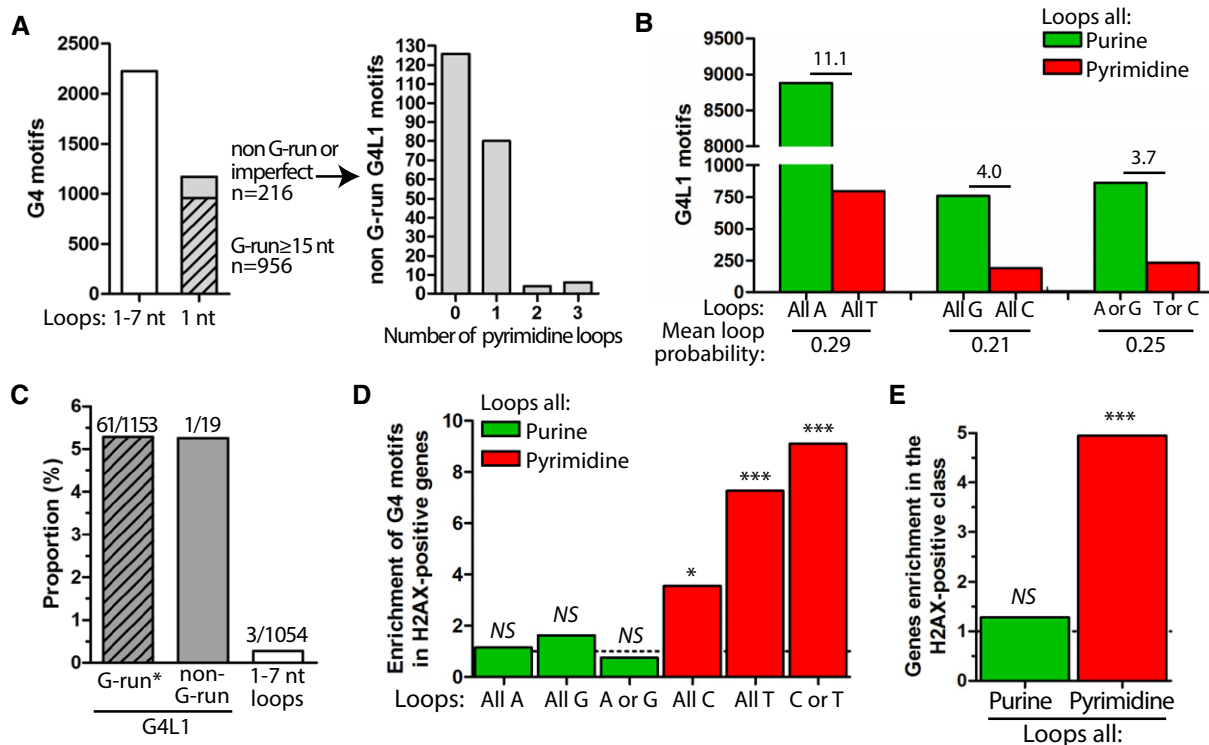 A
G4 motifs
2500
2000
1500
1000
500
0
Loops: 1-7 nt 1 nt
non G-run or
imperfect
n=216
G-run≥15 nt
n=956
non G-run G4L1 motifs
130
120
110
100
90
80
70
60
50
40
30
20
10
0
0 1 2 3
Number of pyrimidine loops
B
Loops all:
Purine
Pyrimidine
G4L1 motifs
9500
9000
8500
8000
1000
750
500
250
0
11.1
4.0
3.7
Loops: All A All T All G All C A or G T or C
Mean loop
probability:
0.29 0.21 0.25
C
Proportion (%)
6
5
4
3
2
1
0
61/1153
1/19
3/1054
G-run*
non-
G-run
1-7 nt
loops
G4L1
D
Loops all:
Purine
Pyrimidine
Enrichment of G4 motifs
in H2AX-positive genes
10
8
6
4
2
0
NS
NS
NS
*
***
***
Loops: All A All G A or G All C All T C or T
E
Genes enrichment in the
H2AX-positive class
5
4
3
2
1
0
NS
***
Purine Pyrimidine
Loops all: